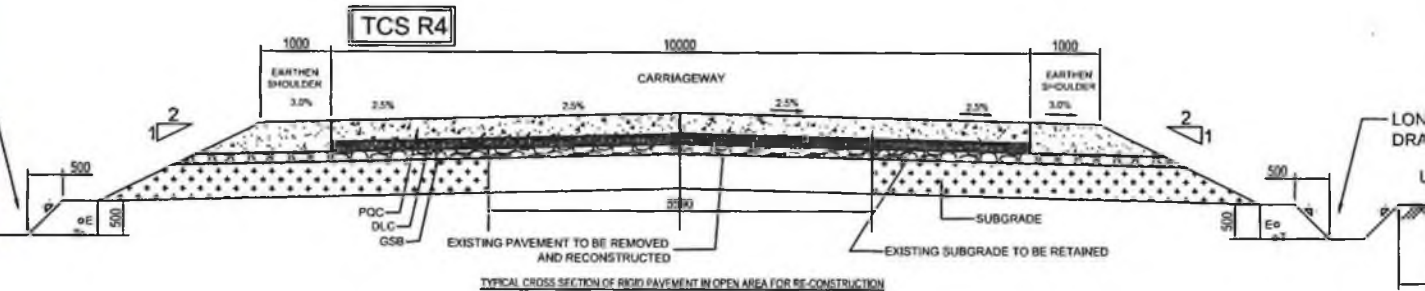 TCS R4
1000
10000
1000
EARTHEN
SHOULDER
CARRIAGEWAY
EARTHEN
SHOULDER
3.0%
2.5%
2.5%
2.5%
2.5%
3.0%
2
1
2
1
LON
DRA
500
500
U
500
500
PQC
DLC
GSB
SUBGRADE
EXISTING PAVEMENT TO BE REMOVED
AND RECONSTRUCTED
EXISTING SUBGRADE TO BE RETAINED
TYPICAL CROSS SECTION OF RIGID PAVEMENT IN OPEN AREA FOR RE-CONSTRUCTION